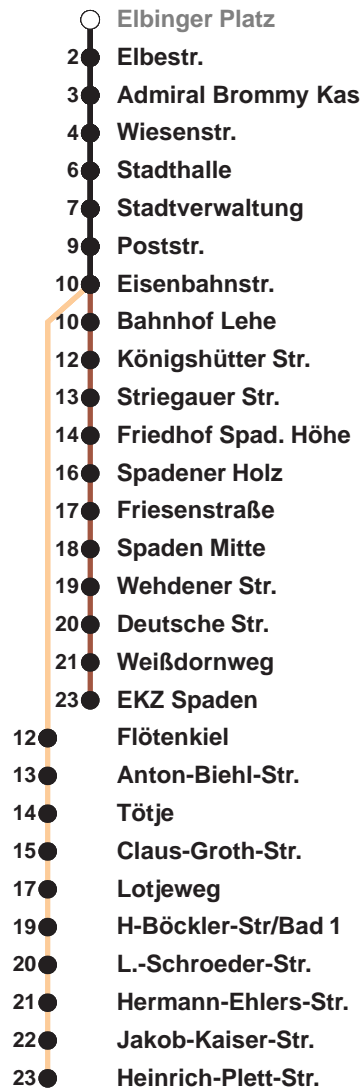 Elbinger Platz
2 Elbestr.
3 Admiral Brommy Kas
4 Wiesenstr.
6 Stadthalle
7 Stadtverwaltung
9 Poststr.
10 Eisenbahnstr.
10 Bahnhof Lehe
12 Königshütter Str.
13 Striegauer Str.
14 Friedhof Spad. Höhe
16 Spadener Holz
17 Friesenstraße
18 Spaden Mitte
19 Wehdener Str.
20 Deutsche Str.
21 Weißdornweg
23 EKZ Spaden
12 Flötenkiel
13 Anton-Biehl-Str.
14 Tötje
15 Claus-Groth-Str.
17 Lotjeweg
19 H-Böckler-Str/Bad 1
20 L.-Schroeder-Str.
21 Hermann-Ehlers-Str.
22 Jakob-Kaiser-Str.
23 Heinrich-Plett-Str.